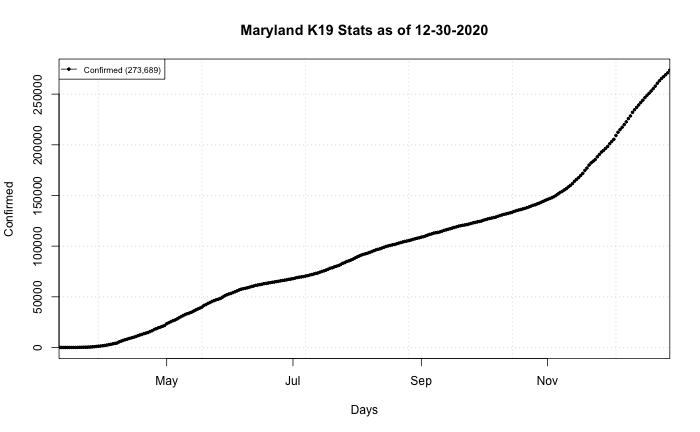 Maryland K19 Stats as of 12-30-2020
Confirmed (273,689)
250000
200000
150000
100000
50000
0
Confirmed
May Jul Sep Nov
Days